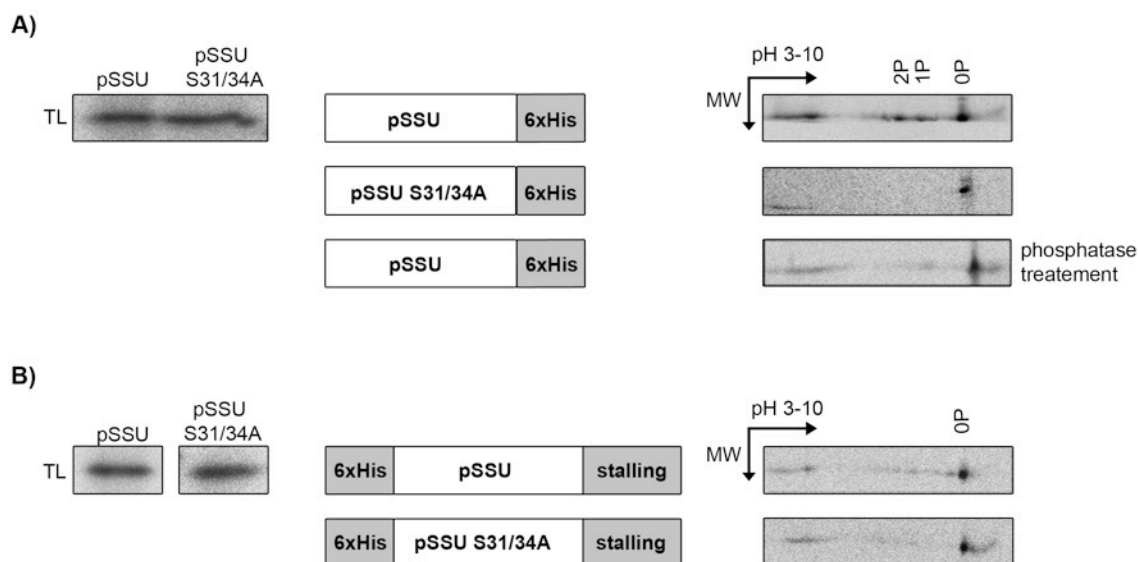 A)
pSSU
pSSU
S31/34A
TL
pSSU 6xHis
pSSU S31/34A 6xHis
pSSU 6xHis
pH 3-10
MW
2P
1P
0P
phosphatase
treatement
B)
pSSU
pSSU
S31/34A
TL
6xHis pSSU stalling
6xHis pSSU S31/34A stalling
pH 3-10
MW
0P